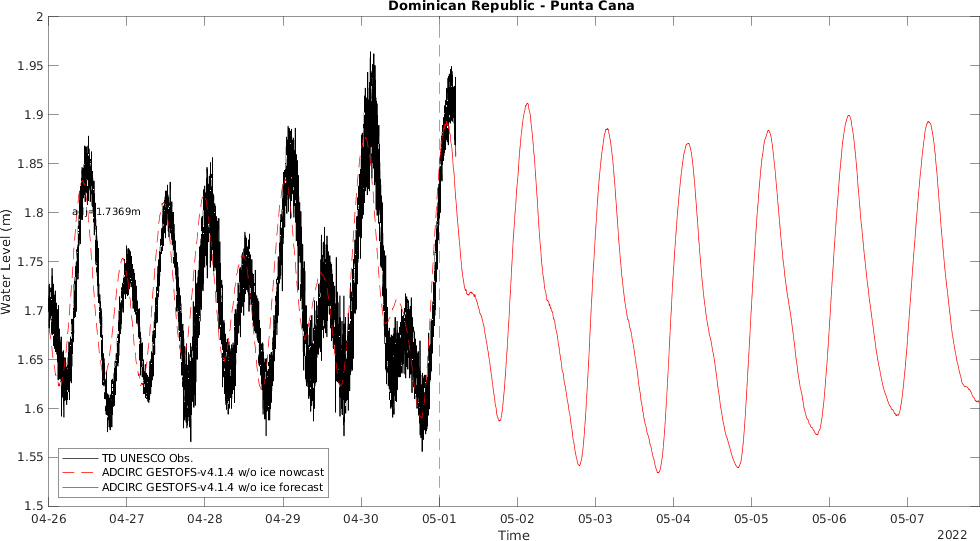 Dominican Republic - Punta Cana
Water Level (m)
2
1.95
1.9
1.85
1.8
1.75
1.7
1.65
1.6
1.55
1.5
TD UNESCO Obs.
ADCIRC GESTOFS-v4.1.4 w/o ice nowcast
ADCIRC GESTOFS-v4.1.4 w/o ice forecast
04-26 04-27 04-28 04-29 04-30 05-01 05-02 05-03 05-04 05-05 05-06 05-07
Time
2022